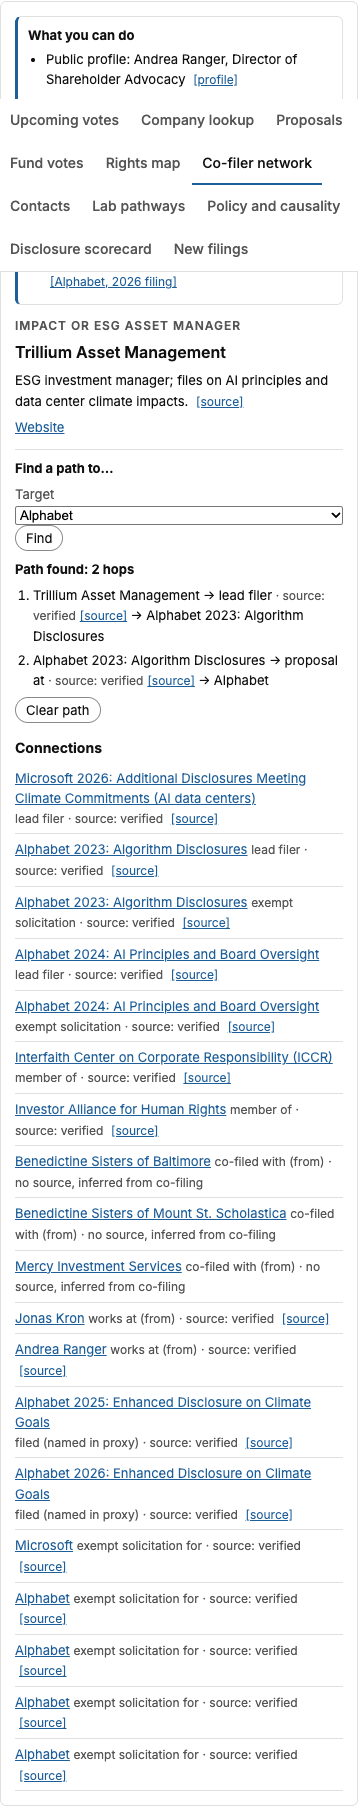 What you can do
• Public profile: Andrea Ranger, Director of
Shareholder Advocacy [profile]
Upcoming votes Company lookup Proposals
Fund votes Rights map Co-filer network
Contacts Lab pathways Policy and causality
Disclosure scorecard New filings
[Alphabet, 2026 filing]
IMPACT OR ESG ASSET MANAGER
Trillium Asset Management
ESG investment manager; files on AI principles and
data center climate impacts. [source]
Website
Find a path to...
Target
Alphabet
Find
Path found: 2 hops
1. Trillium Asset Management → lead filer · source:
verified [source] → Alphabet 2023: Algorithm
Disclosures
2. Alphabet 2023: Algorithm Disclosures → proposal
at · source: verified [source] → Alphabet
Clear path
Connections
Microsoft 2026: Additional Disclosures Meeting
Climate Commitments (AI data centers)
lead filer · source: verified [source]
Alphabet 2023: Algorithm Disclosures lead filer ·
source: verified [source]
Alphabet 2023: Algorithm Disclosures exempt
solicitation · source: verified [source]
Alphabet 2024: AI Principles and Board Oversight
lead filer · source: verified [source]
Alphabet 2024: AI Principles and Board Oversight
exempt solicitation · source: verified [source]
Interfaith Center on Corporate Responsibility (ICCR)
member of · source: verified [source]
Investor Alliance for Human Rights member of ·
source: verified [source]
Benedictine Sisters of Baltimore co-filed with (from) ·
no source, inferred from co-filing
Benedictine Sisters of Mount St. Scholastica co-filed
with (from) · no source, inferred from co-filing
Mercy Investment Services co-filed with (from) · no
source, inferred from co-filing
Jonas Kron works at (from) · source: verified [source]
Andrea Ranger works at (from) · source: verified
[source]
Alphabet 2025: Enhanced Disclosure on Climate
Goals
filed (named in proxy) · source: verified [source]
Alphabet 2026: Enhanced Disclosure on Climate
Goals
filed (named in proxy) · source: verified [source]
Microsoft exempt solicitation for · source: verified
[source]
Alphabet exempt solicitation for · source: verified
[source]
Alphabet exempt solicitation for · source: verified
[source]
Alphabet exempt solicitation for · source: verified
[source]
Alphabet exempt solicitation for · source: verified
[source]